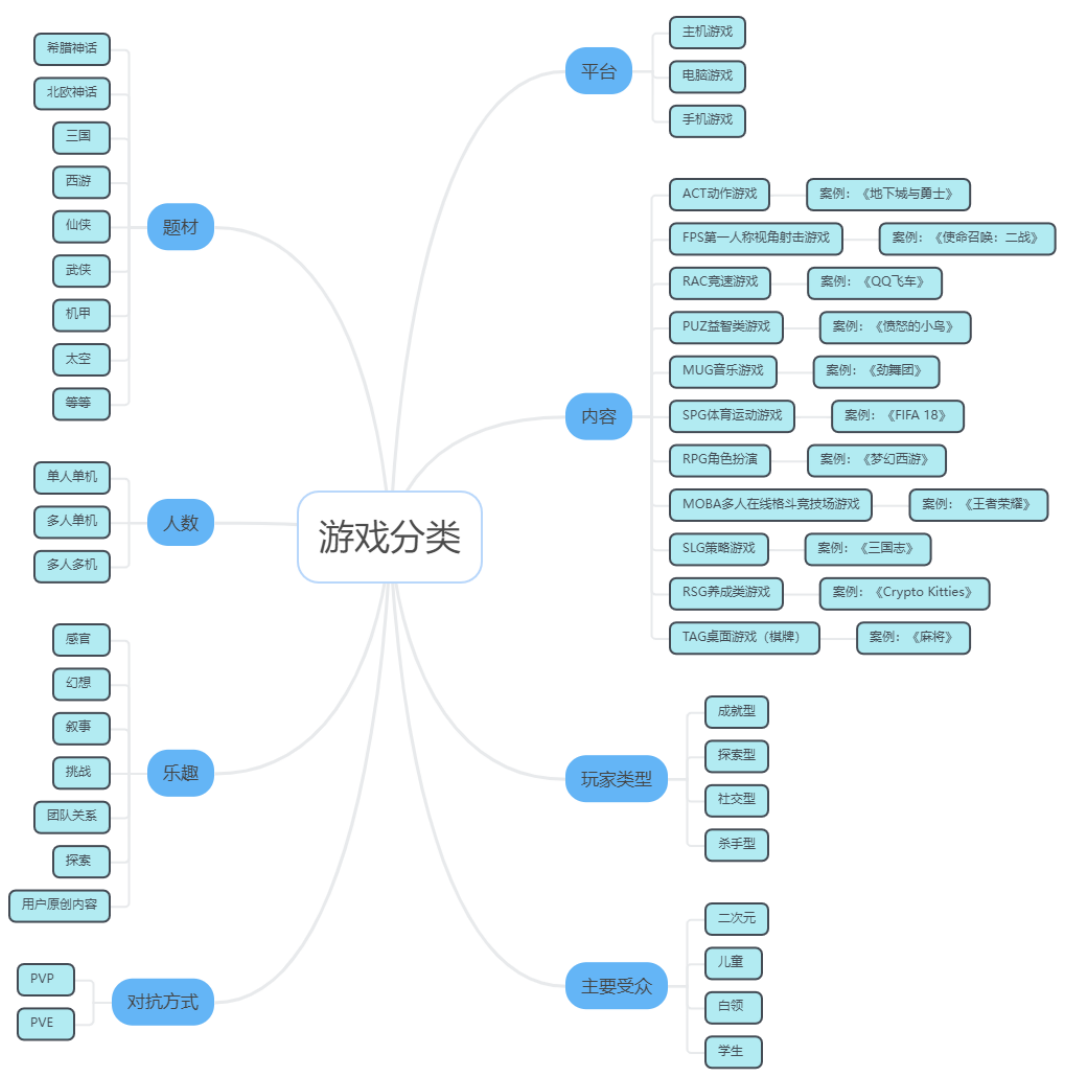 游戏分类
平台
主机游戏
电脑游戏
手机游戏
内容
ACT动作游戏
案例：《地下城与勇士》
FPS第一人称视角射击游戏
案例：《使命召唤：二战》
RAC竞速游戏
案例：《QQ飞车》
PUZ益智类游戏
案例：《愤怒的小鸟》
MUG音乐游戏
案例：《劲舞团》
SPG体育运动游戏
案例：《FIFA 18》
RPG角色扮演
案例：《梦幻西游》
MOBA多人在线格斗竞技场游戏
案例：《王者荣耀》
SLG策略游戏
案例：《三国志》
RSG养成类游戏
案例：《Crypto Kitties》
TAG桌面游戏（棋牌）
案例：《麻将》
玩家类型
成就型
探索型
社交型
杀手型
主要受众
二次元
儿童
白领
学生
题材
希腊神话
北欧神话
三国
西游
仙侠
武侠
机甲
太空
等等
人数
单人单机
多人单机
多人多机
乐趣
感官
幻想
叙事
挑战
团队关系
探索
用户原创内容
对抗方式
PVP
PVE